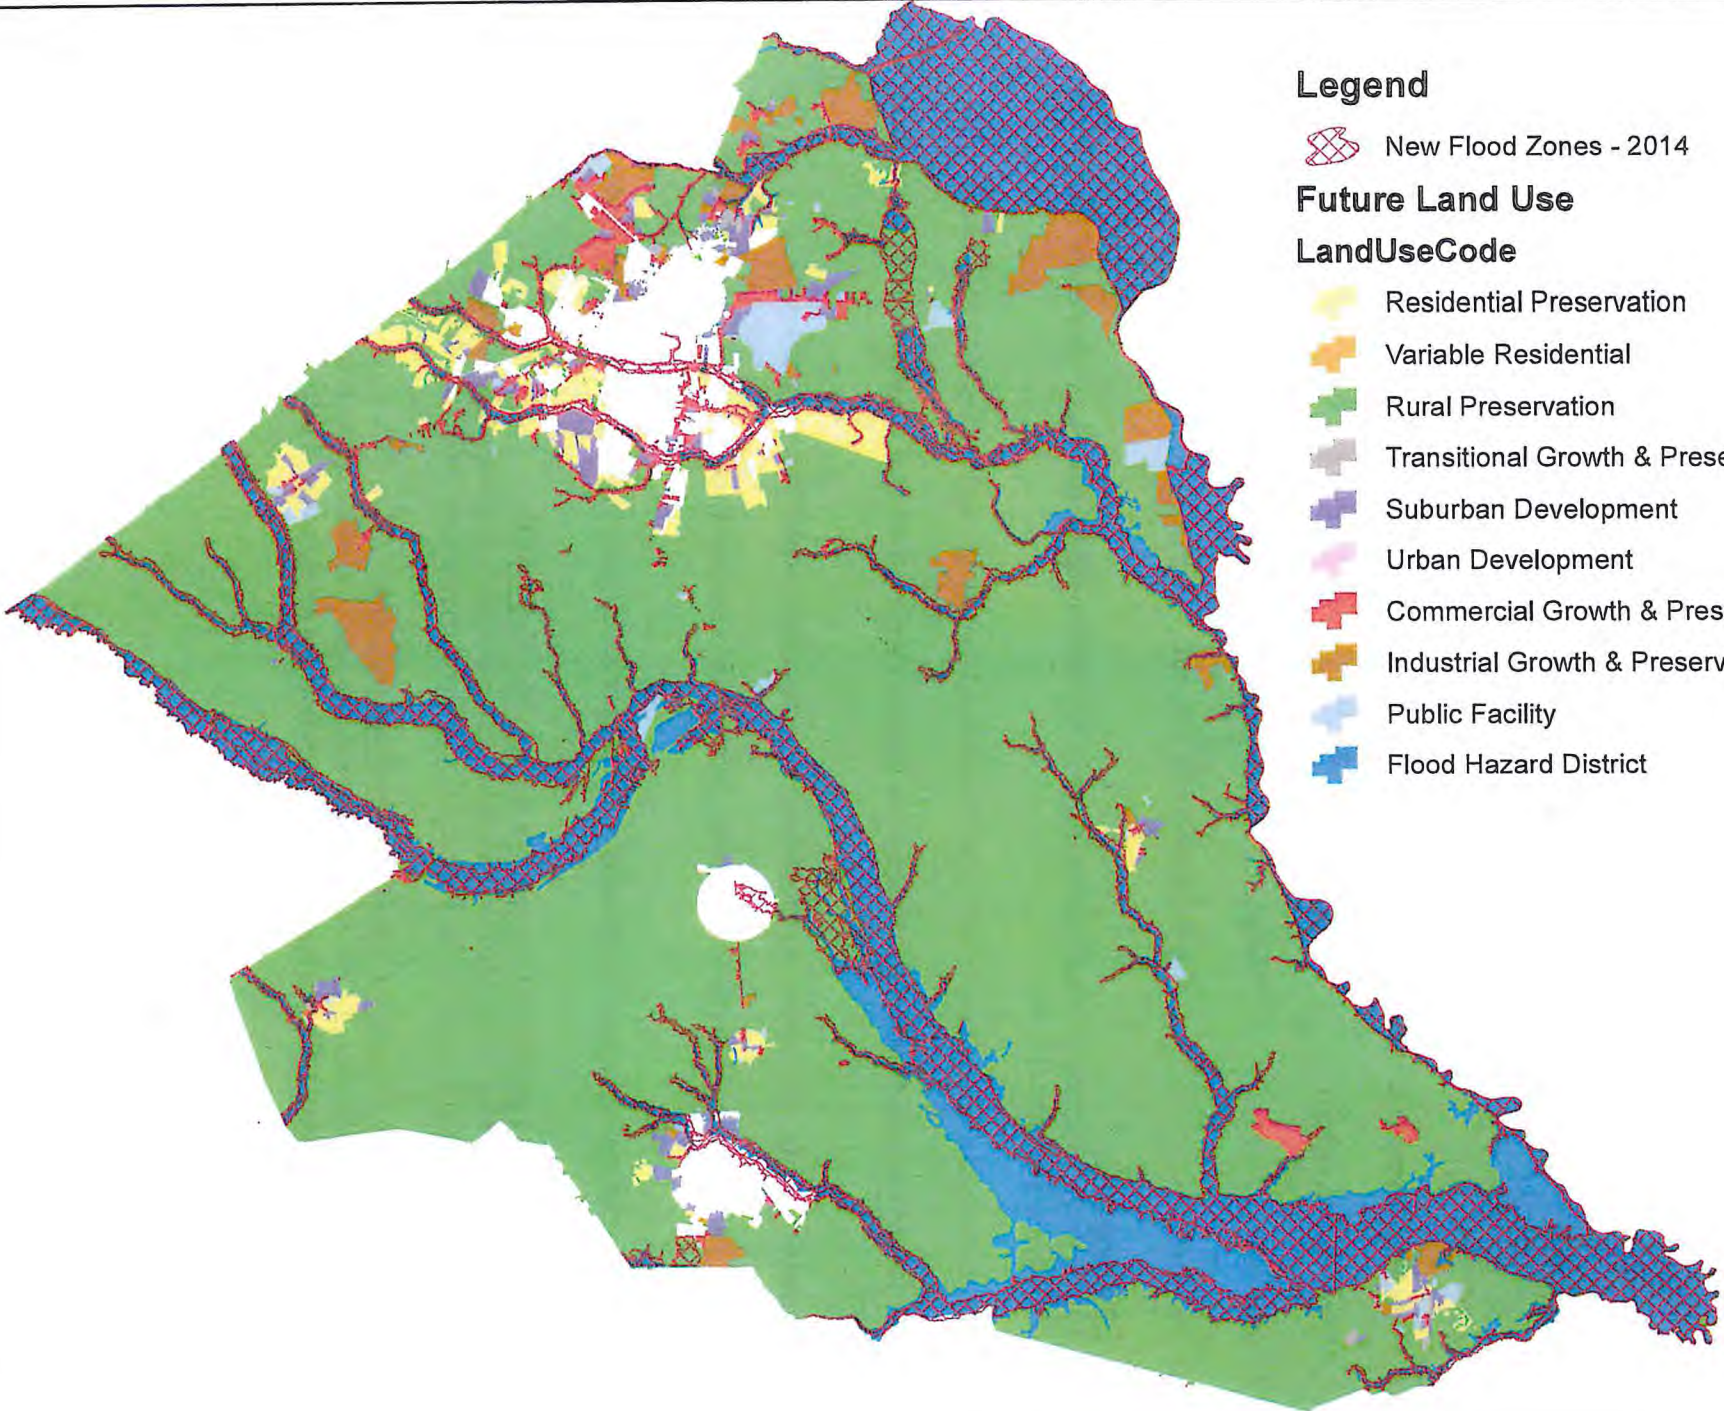 Legend
New Flood Zones - 2014
Future Land Use
LandUseCode
Residential Preservation
Variable Residential
Rural Preservation
Transitional Growth & Prese
Suburban Development
Urban Development
Commercial Growth & Pres
Industrial Growth & Preserv
Public Facility
Flood Hazard District